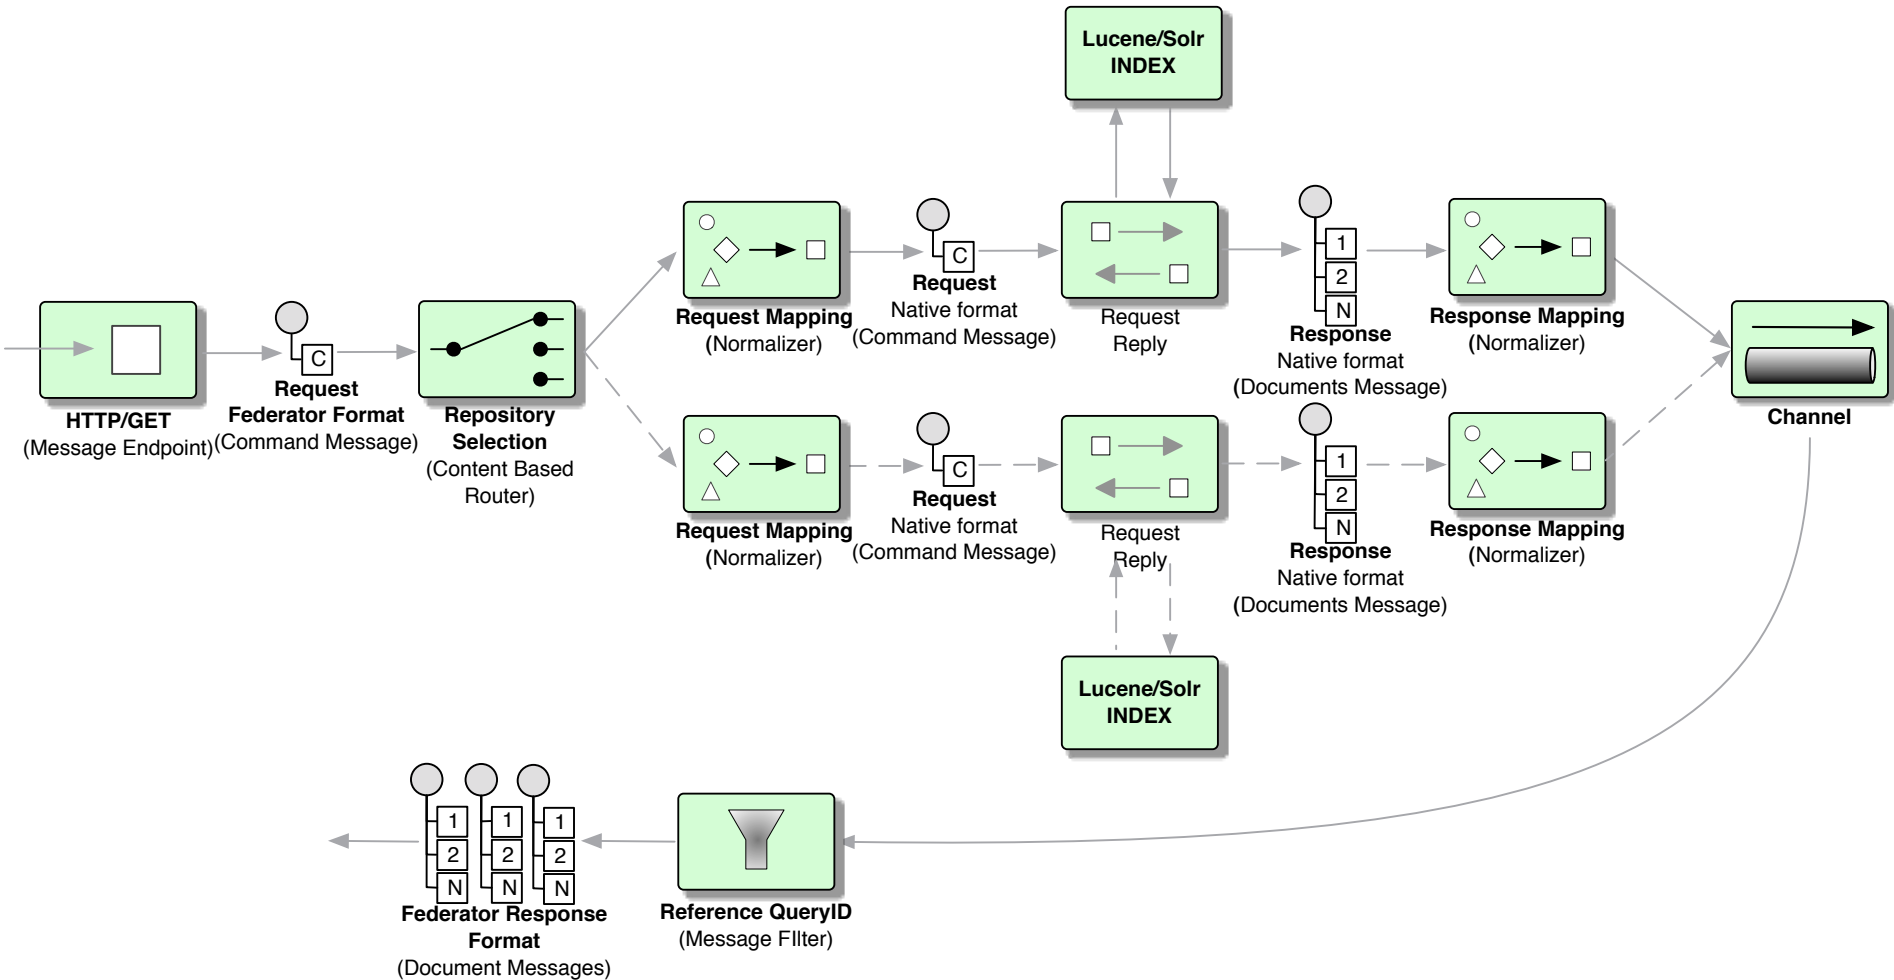 Lucene/Solr
INDEX
C
HTTP/GET
(Message Endpoint)
Request
Federator Format
(Command Message)
Repository
Selection
(Content Based
Router)
Request Mapping
(Normalizer)
C
Request
Native format
(Command Message)
Request
Reply
1
2
N
Response
Native format
(Documents Message)
Response Mapping
(Normalizer)
Channel
Request Mapping
(Normalizer)
C
Request
Native format
(Command Message)
Request
Reply
1
2
N
Response
Native format
(Documents Message)
Response Mapping
(Normalizer)
Lucene/Solr
INDEX
1 1 1
2 2 2
N N N
Federator Response
Format
(Document Messages)
Reference QueryID
(Message FIlter)